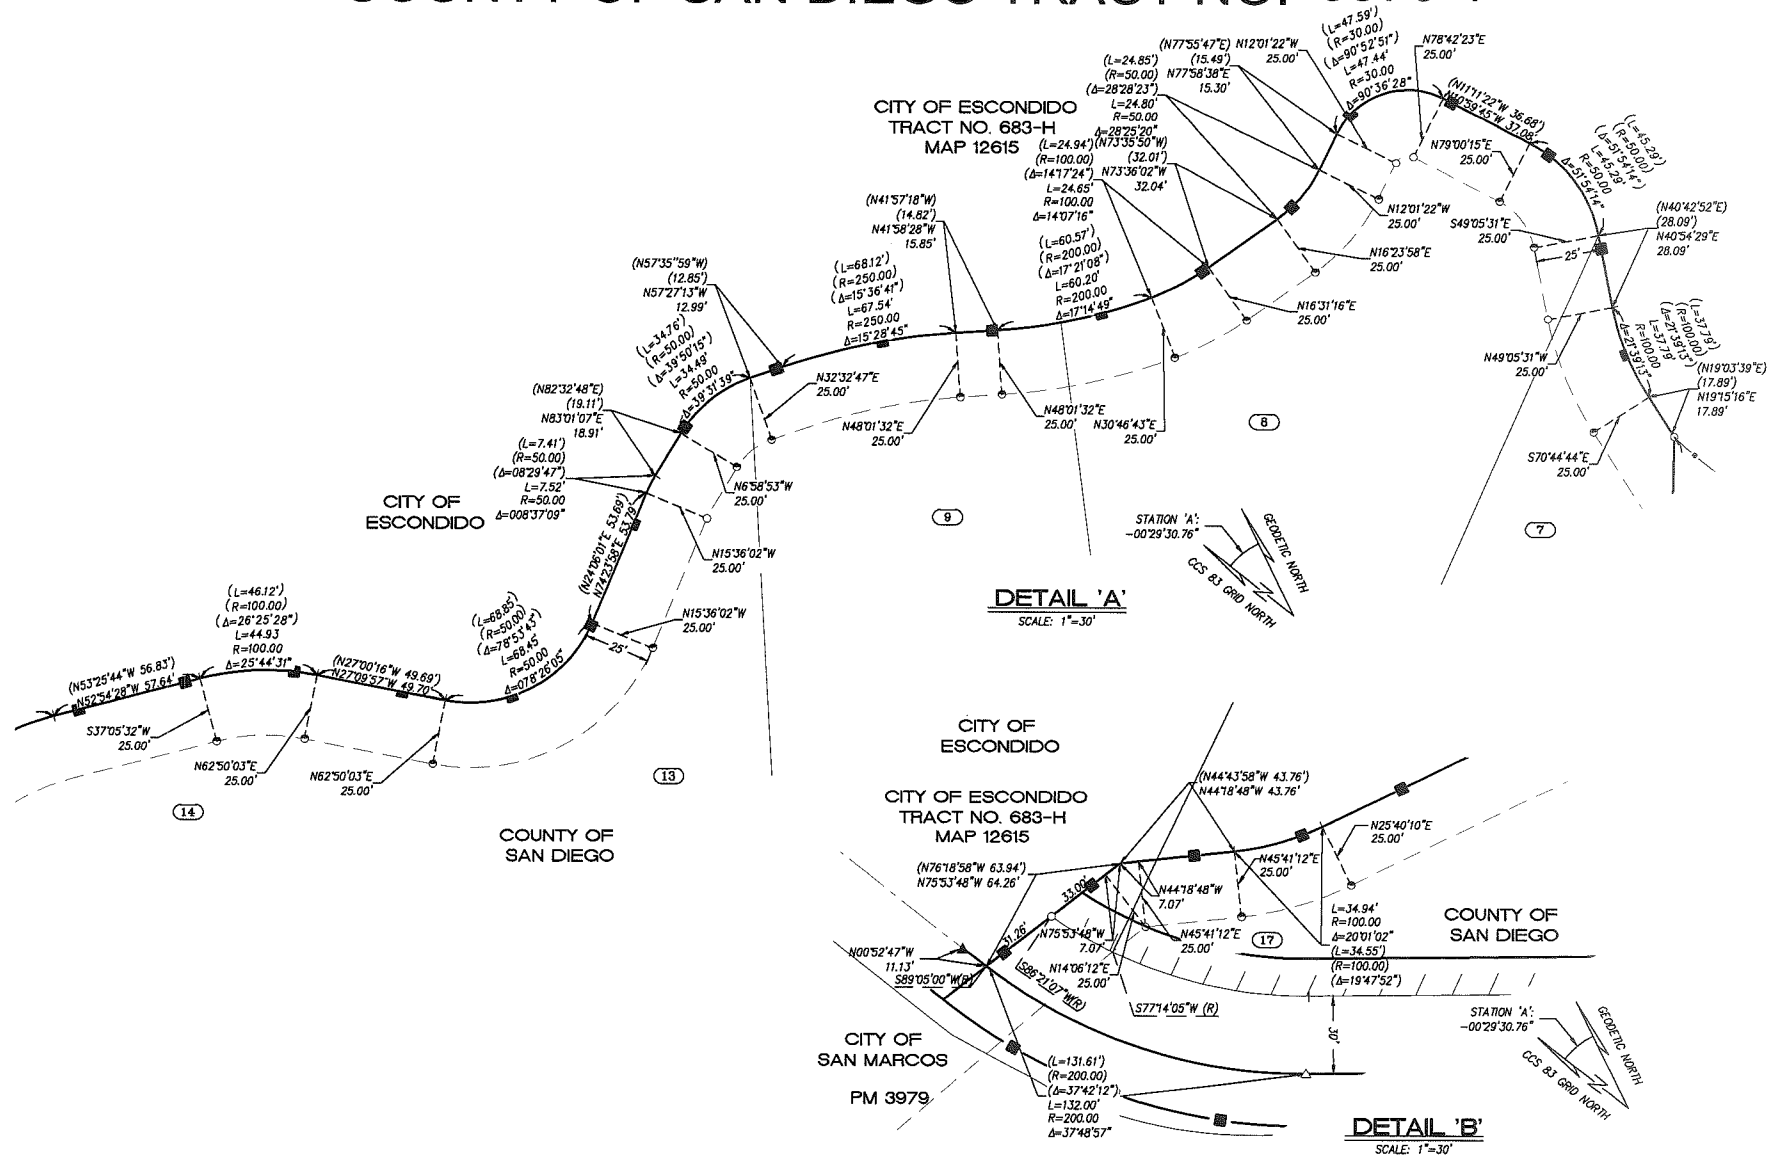 CITY OF ESCONDIDO
TRACT NO. 683-H
MAP 12615
(L=47.59')
(R=30.00)
(Δ=90°52'51")
L=47.44'
R=30.00
Δ=90°36'28"
N78°42'23"E
25.00'
(N77°55'47"E)
(15.49')
N77°58'38"E
15.30'
N12°01'22"W
25.00'
(L=24.85')
(R=50.00)
(Δ=28°28'23")
L=24.80'
R=50.00
Δ=28°25'20"
(N11°11'22"W 36.68')
N10°59'45"W 37.08'
N79°00'15"E
25.00'
(L=45.29')
(R=50.00)
(Δ=51°54'14")
L=45.29'
R=50.00
Δ=51°54'14"
(N73°35'50"W)
(32.01')
N73°36'02"W
32.04'
(L=24.94')
(R=100.00)
(Δ=14°17'24")
L=24.65'
R=100.00
Δ=14°07'16"
N12°01'22"W
25.00'
S49°05'31"E
25.00'
25'
(N40°42'52"E)
(28.09')
N40°54'29"E
28.09'
(N41°57'18"W)
(14.82')
N41°58'28"W
15.85'
(L=60.57')
(R=200.00)
(Δ=17°21'08")
L=60.20'
R=200.00
Δ=17°14'49"
N16°23'58"E
25.00'
N16°31'16"E
25.00'
(N57°35'59"W)
(12.85')
N57°27'13"W
12.99'
(L=68.12')
(R=250.00)
(Δ=15°36'41")
L=67.54'
R=250.00
Δ=15°28'45"
(L=37.79')
(R=100.00)
(Δ=21°39'13")
L=37.79'
R=100.00
Δ=21°39'13"
N49°05'31"W
25.00'
(N19°03'39"E)
(17.89')
N19°15'16"E
17.89'
(L=34.76')
(R=50.00)
(Δ=39°50'15")
L=34.49'
R=50.00
Δ=39°31'39"
N32°32'47"E
25.00'
(N82°32'48"E)
(19.11')
N83°01'07"E
18.91'
N48°01'32"E
25.00'
N48°01'32"E
25.00'
N30°46'43"E
25.00'
8
S70°44'44"E
25.00'
(L=7.41')
(R=50.00)
(Δ=08°29'47")
L=7.52'
R=50.00
Δ=008°37'09"
N6°58'53"W
25.00'
CITY OF
ESCONDIDO
9
STATION 'A':
-00°29'30.76"
GEODETIC NORTH
CCS 83 GRID NORTH
7
N15°36'02"W
25.00'
(N24°06'01"E 53.69')
N74°23'58"E 53.79'
DETAIL 'A'
SCALE: 1"=30'
N15°36'02"W
25.00'
25'
(L=46.12')
(R=100.00)
(Δ=26°25'28")
L=44.93
R=100.00
Δ=25°44'31"
(L=68.85')
(R=50.00)
(Δ=78°53'43")
L=68.45'
R=50.00
Δ=078°26'05"
(N53°25'44"W 56.83')
N52°54'28"W 57.64'
(N27°00'16"W 49.69')
N27°09'57"W 49.70'
S37°05'32"W
25.00'
N62°50'03"E
25.00'
N62°50'03"E
25.00'
14
13
COUNTY OF
SAN DIEGO
CITY OF
ESCONDIDO
CITY OF ESCONDIDO
TRACT NO. 683-H
MAP 12615
(N44°43'58"W 43.76')
N44°18'48"W 43.76'
N25°40'10"E
25.00'
(N76°18'58"W 63.94')
N75°53'48"W 64.26'
N45°41'12"E
25.00'
33.00'
N44°18'48"W
7.07'
31.26'
N75°53'48"W
7.07'
N45°41'12"E
25.00'
17
L=34.94'
R=100.00
Δ=20°01'02"
(L=34.55')
(R=100.00)
(Δ=19°47'52")
COUNTY OF
SAN DIEGO
N00°52'47"W
11.13'
S89°05'00"W(R)
S86°21'07"W(R)
N14°06'12"E
25.00'
S77°14'05"W (R)
30'
STATION 'A':
-00°29'30.76"
GEODETIC NORTH
CCS 83 GRID NORTH
CITY OF
SAN MARCOS
PM 3979
(L=131.61')
(R=200.00)
(Δ=37°42'12")
L=132.00'
R=200.00
Δ=37°48'57"
DETAIL 'B'
SCALE: 1"=30'